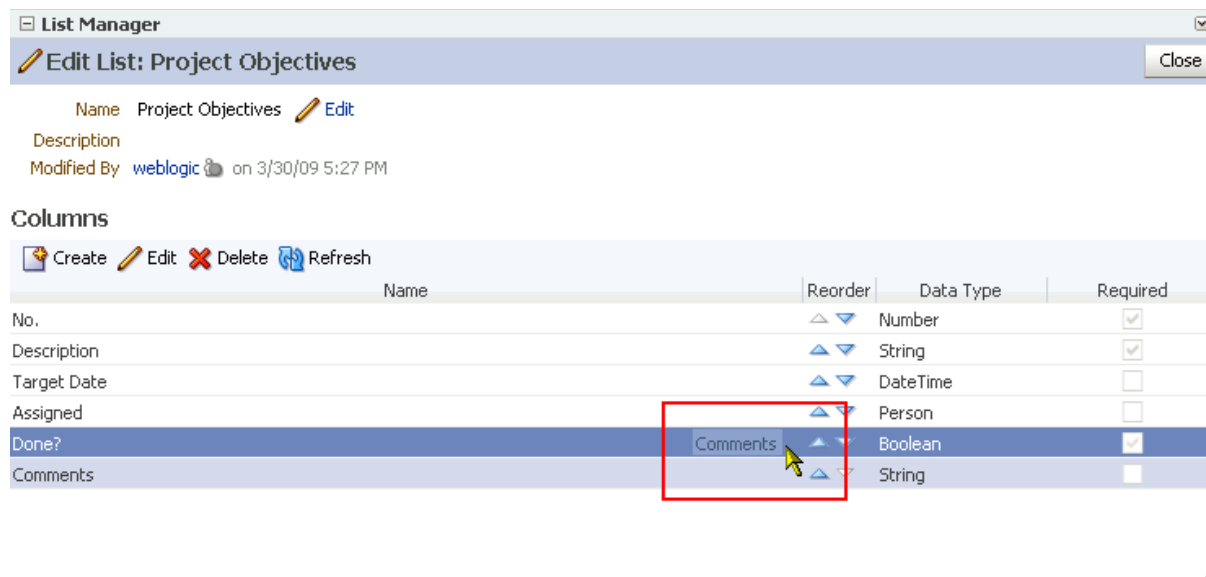 List Manager
Edit List: Project Objectives Close
Name Project Objectives Edit
Description
Modified By weblogic on 3/30/09 5:27 PM
Columns
Create Edit Delete Refresh
Name Reorder Data Type Required
No. Number
Description String
Target Date DateTime
Assigned Person
Done? Comments Boolean
Comments String